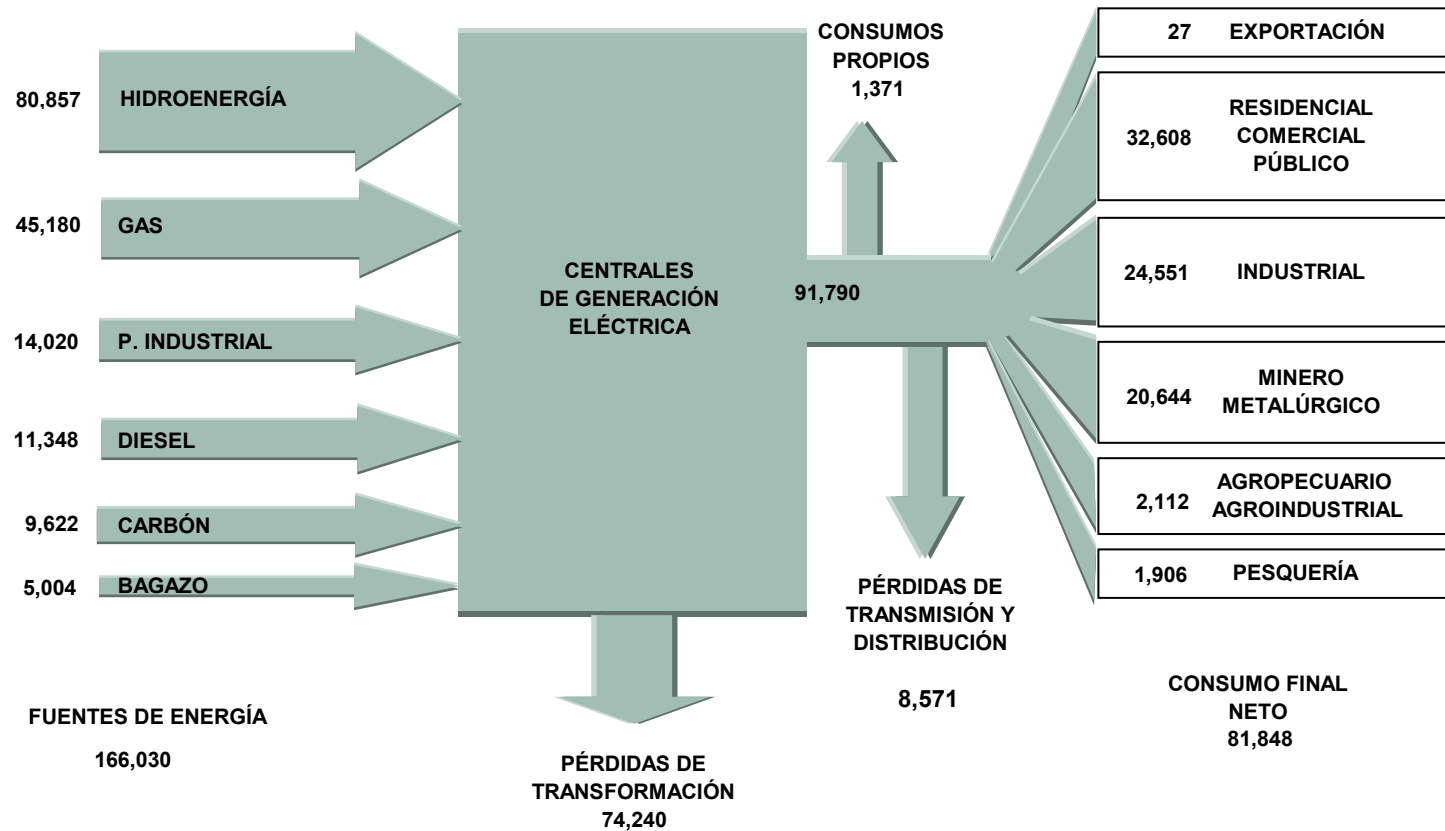 80,857 HIDROENERGÍA
45,180 GAS
14,020 P. INDUSTRIAL
11,348 DIESEL
9,622 CARBÓN
5,004 BAGAZO
FUENTES DE ENERGÍA
166,030
CENTRALES
DE GENERACIÓN
ELÉCTRICA
PÉRDIDAS DE
TRANSFORMACIÓN
74,240
91,790
CONSUMOS
PROPIOS
1,371
PÉRDIDAS DE
TRANSMISIÓN Y
DISTRIBUCIÓN
8,571
27 EXPORTACIÓN
32,608
RESIDENCIAL
COMERCIAL
PÚBLICO
24,551 INDUSTRIAL
20,644
MINERO
METALÚRGICO
2,112
AGROPECUARIO
AGROINDUSTRIAL
1,906 PESQUERÍA
CONSUMO FINAL
NETO
81,848